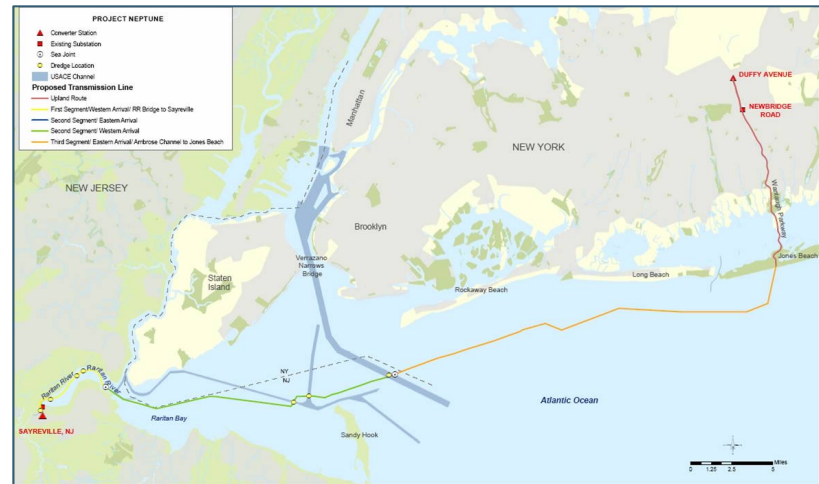 PROJECT NEPTUNE
Converter Station
Existing Substation
Sea Joint
Dredge Location
USACE Channel
Proposed Transmission Line
Upland Route
First Segment/Western Arrival/ RR Bridge to Sayreville
Second Segment/ Eastern Arrival
Second Segment/ Western Arrival
Third Segment/ Eastern Arrival/ Ambrose Channel to Jones Beach
DUFFY AVENUE
NEWBRIDGE
ROAD
Manhattan
NEW YORK
NEW JERSEY
Wantagh Parkway
Brooklyn
Verrazano
Narrows
Bridge
Jones Beach
Long Beach
Staten
Island
Rockaway Beach
NY
NJ
Raritan River
Raritan River
Atlantic Ocean
Raritan Bay
SAYREVILLE, NJ
Sandy Hook
Miles
0 1.25 2.5 5